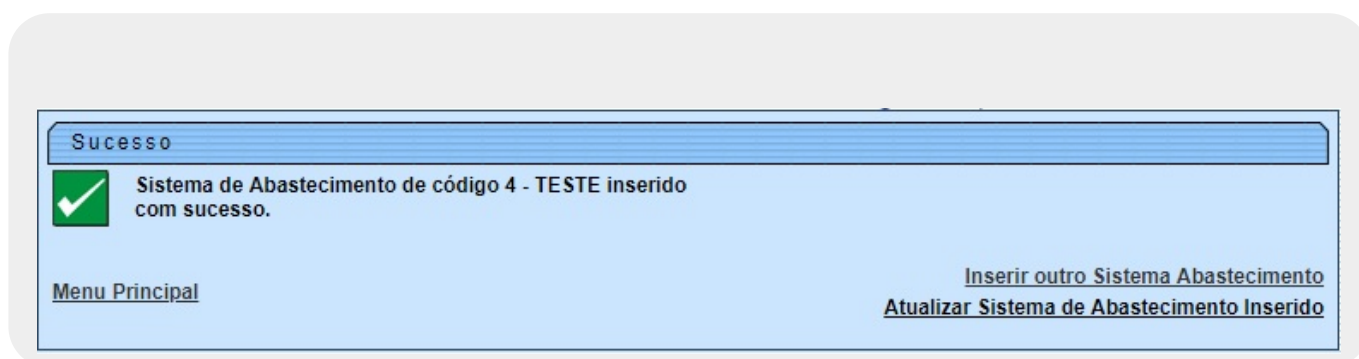 Sucesso
Sistema de Abastecimento de código 4 - TESTE inserido
com sucesso.
Inserir outro Sistema Abastecimento
Menu Principal
Atualizar Sistema de Abastecimento Inserido